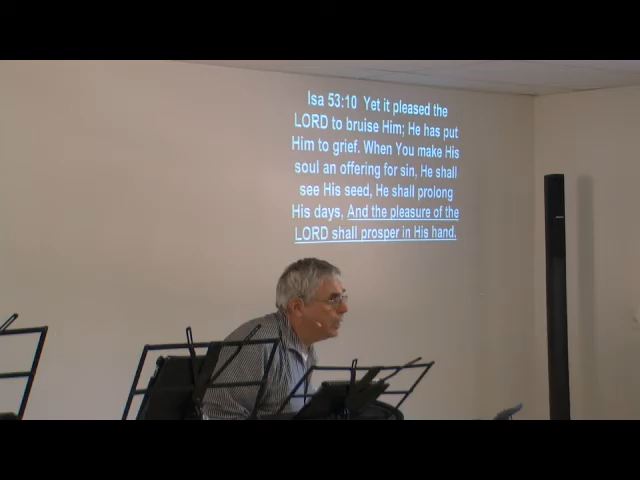 Isa 53:10 Yet it pleased the
LORD to bruise Him; He has put
Him to grief. When You make His
soul an offering for sin, He shall
see His seed, He shall prolong
His days, And the pleasure of the
LORD shall prosper in His hand.